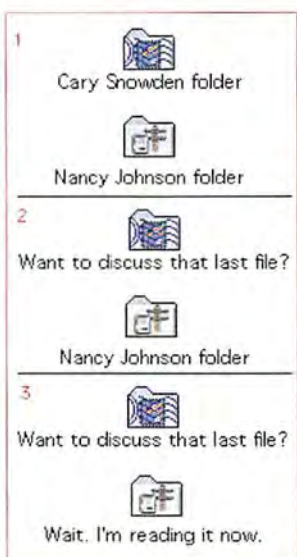 1
Cary Snowden folder
Nancy Johnson folder
2
Want to discuss that last file?
Nancy Johnson folder
3
Want to discuss that last file?
Wait. I'm reading it now.